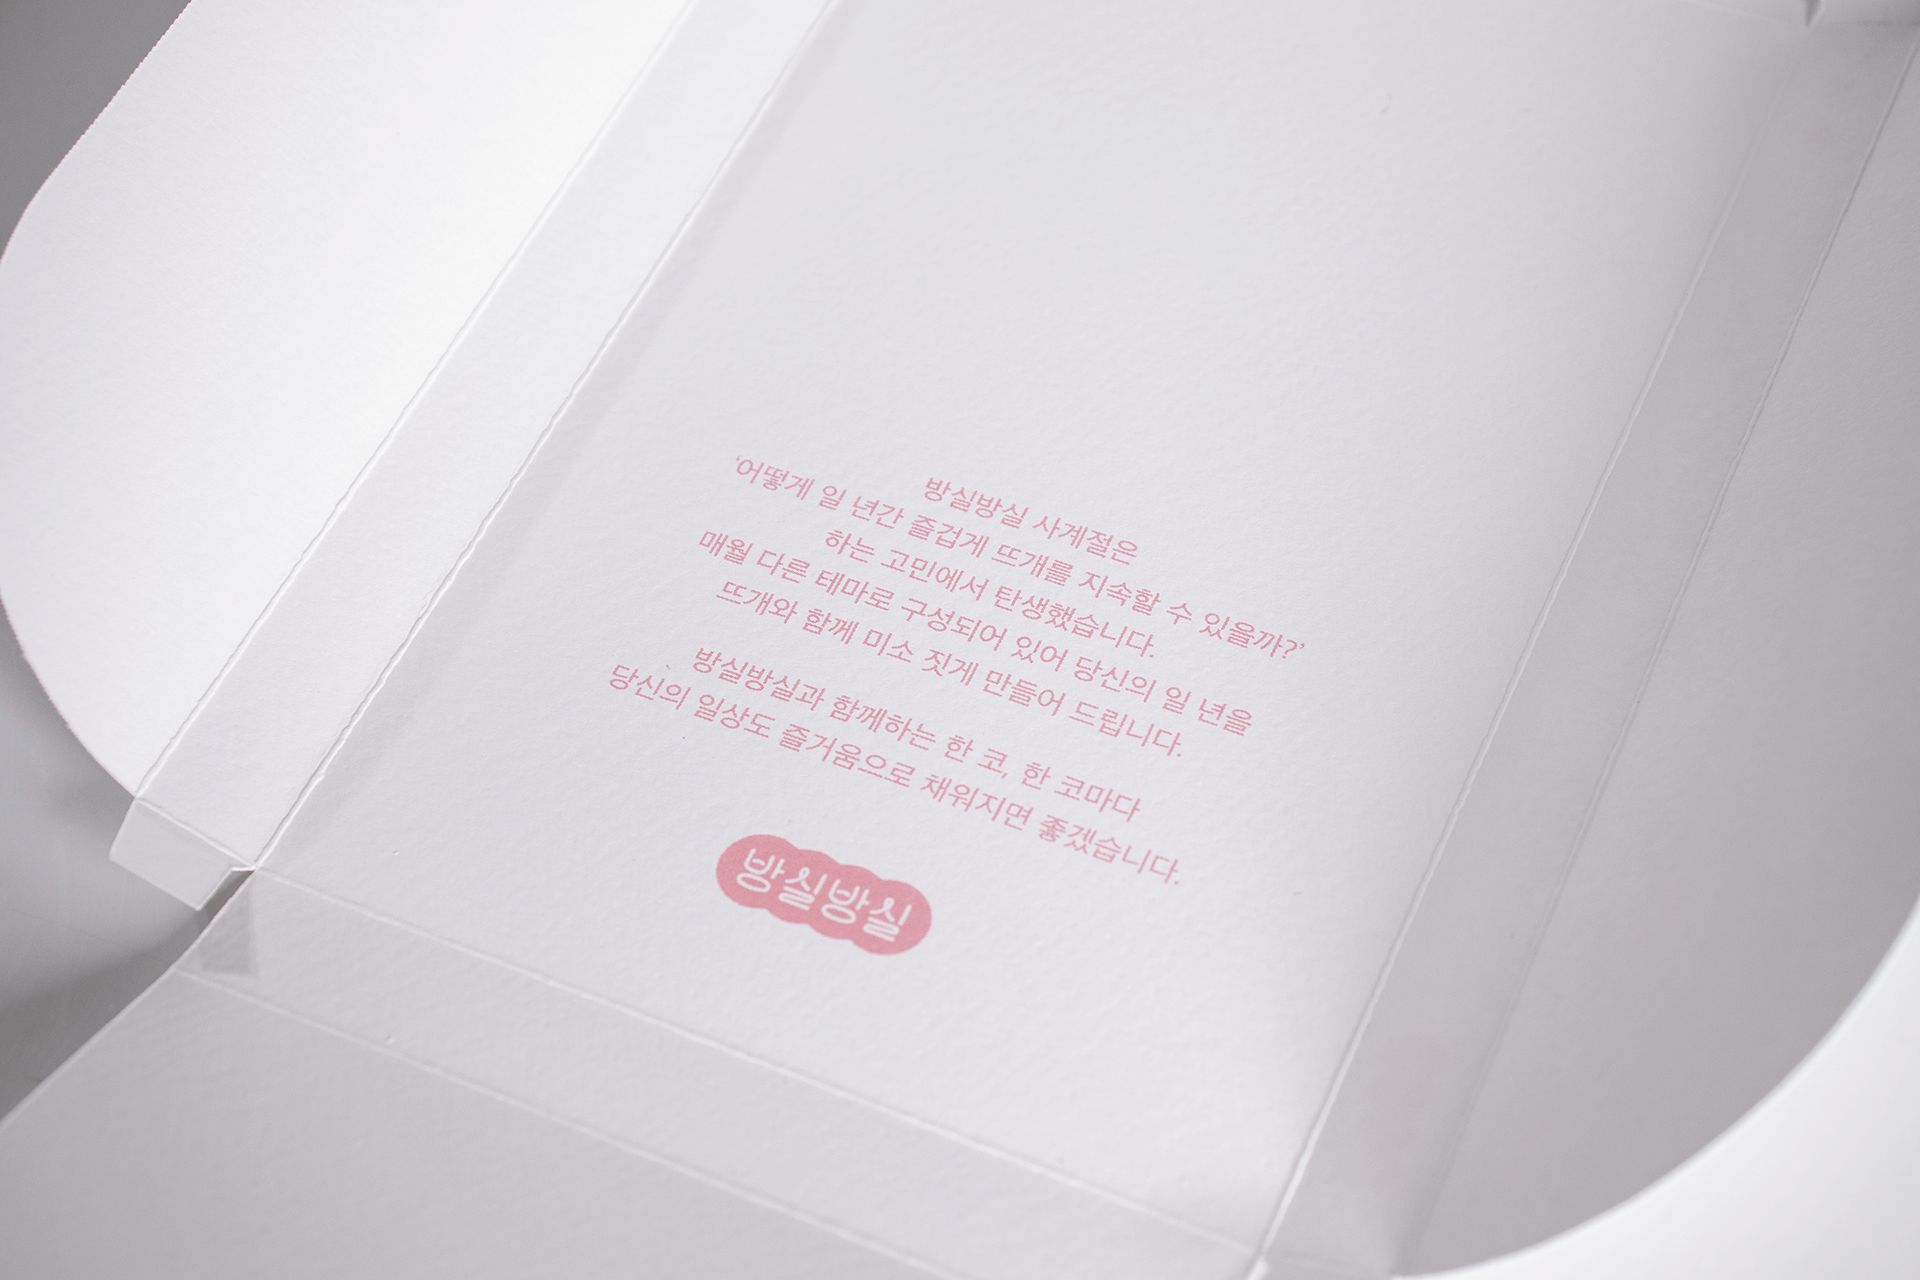 방실방실 사계절은
‘어떻게 일 년간 즐겁게 뜨개를 지속할 수 있을까?’
하는 고민에서 탄생했습니다.
매월 다른 테마로 구성되어 있어 당신의 일 년을
뜨개와 함께 미소 짓게 만들어 드립니다.
방실방실과 함께하는 한 코, 한 코마다
당신의 일상도 즐거움으로 채워지면 좋겠습니다.
방실방실